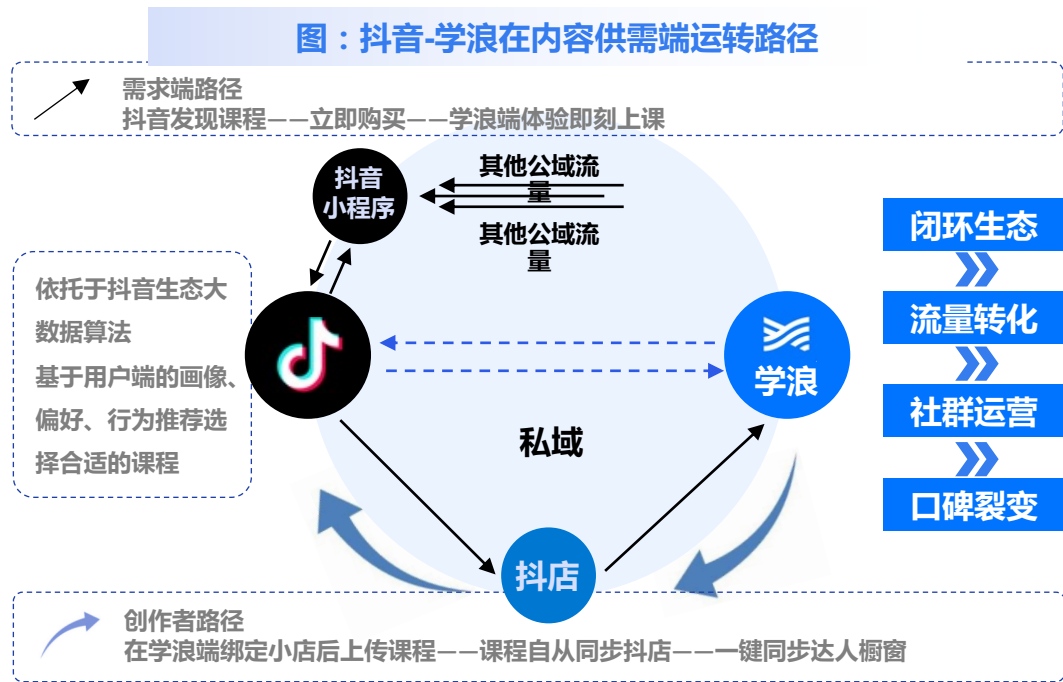 图：抖音-学浪在内容供需端运转路径
需求端路径
抖音发现课程——立即购买——学浪端体验即刻上课
抖音
小程序
其他公域流
量
其他公域流
量
依托于抖音生态大
数据算法
基于用户端的画像、
偏好、行为推荐选
择合适的课程
学浪
私域
抖店
闭环生态
流量转化
社群运营
口碑裂变
创作者路径
在学浪端绑定小店后上传课程——课程自从同步抖店——一键同步达人橱窗